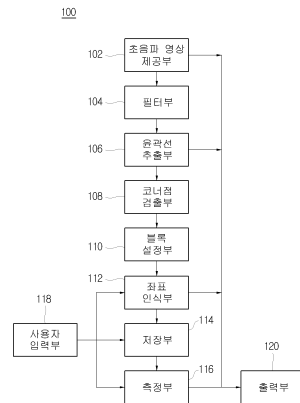 100
102
초음파 영상
제공부
104
필터부
106
윤곽선
추출부
108
코너점
검출부
110
블록
설정부
112
좌표
인식부
118
사용자
입력부
114
저장부
116
측정부
120
출력부